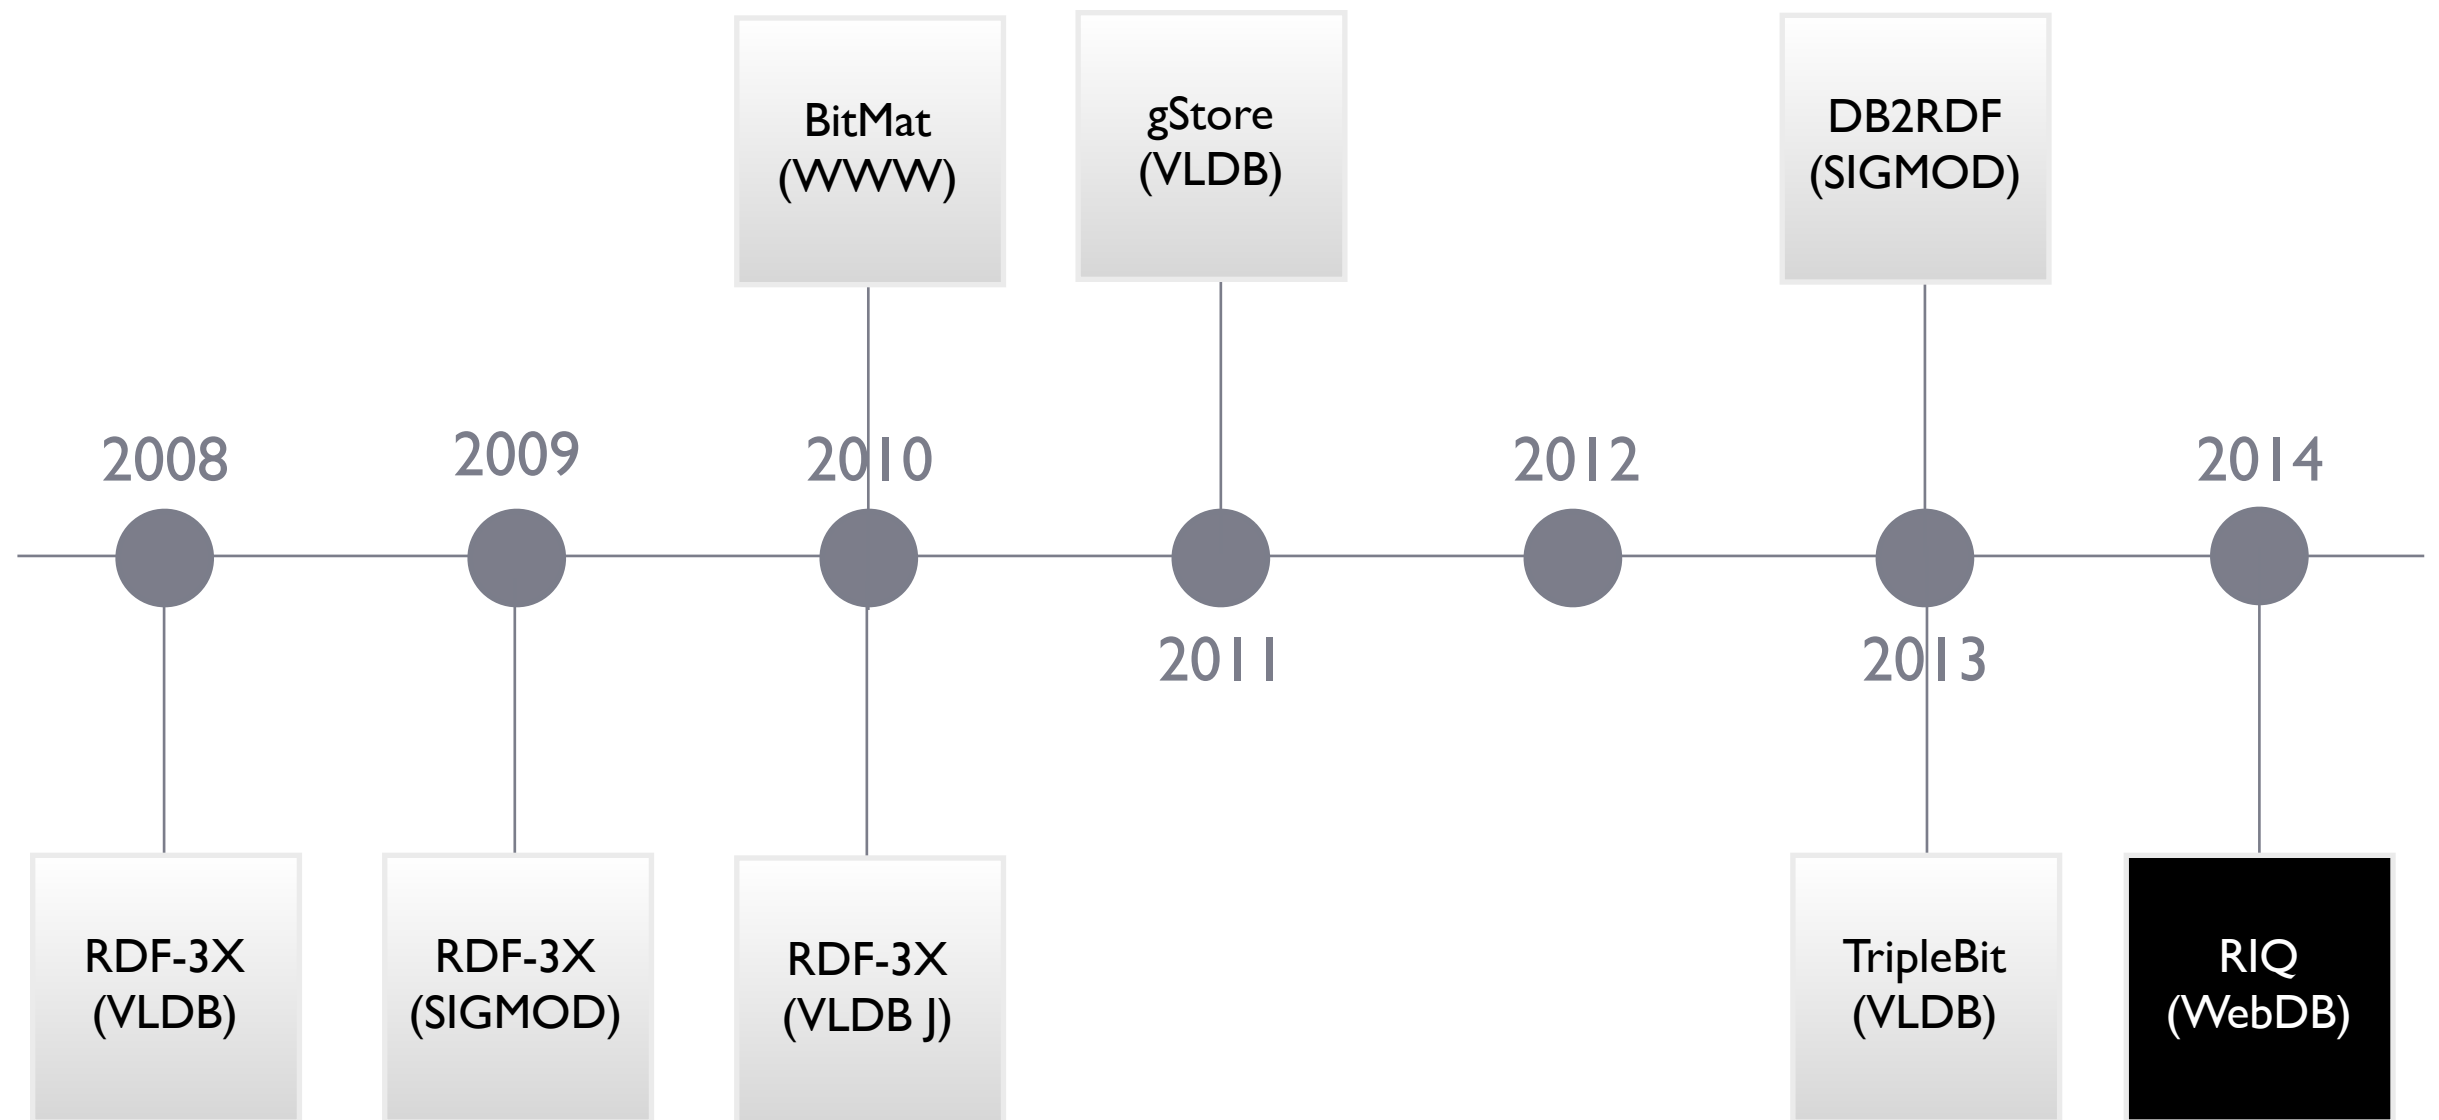 BitMat
(WWW)
gStore
(VLDB)
DB2RDF
(SIGMOD)
2008
2009
2010
2011
2012
2013
2014
RDF-3X
(VLDB)
RDF-3X
(SIGMOD)
RDF-3X
(VLDB J)
TripleBit
(VLDB)
RIQ
(WebDB)